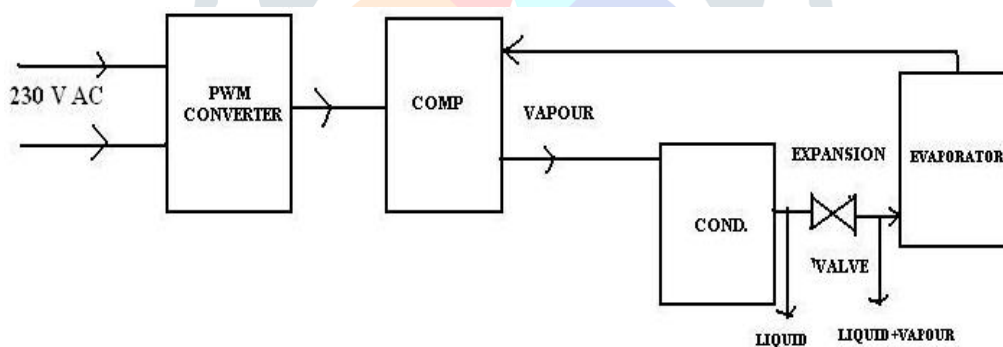 230 V AC
PWM
CONVERTER
COMP
VAPOUR
COND.
EXPANSION
VALVE
EVAPORATOR
LIQUID
LIQUID+VAPOUR